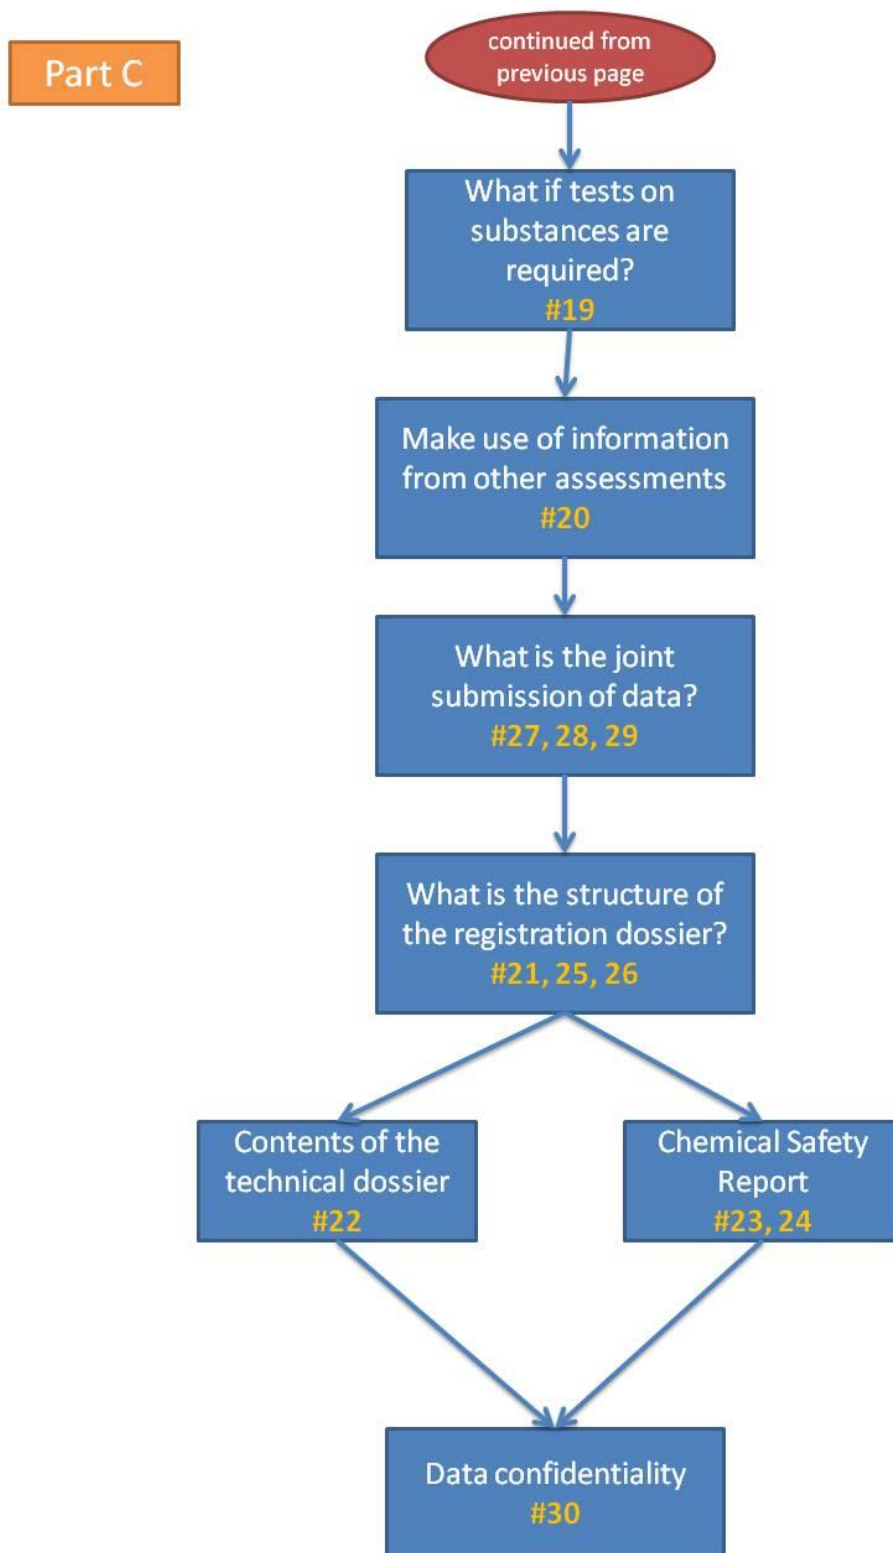 Part C
continued from
previous page
What if tests on
substances are
required?
#19
Make use of information
from other assessments
#20
What is the joint
submission of data?
#27, 28, 29
What is the structure of
the registration dossier?
#21, 25, 26
Contents of the
technical dossier
#22
Chemical Safety
Report
#23, 24
Data confidentiality
#30